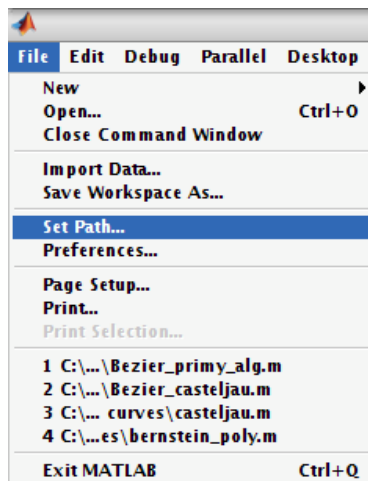 File Edit Debug Parallel Desktop
New
Open... Ctrl+O
Close Command Window
Import Data...
Save Workspace As...
Set Path...
Preferences...
Page Setup...
Print...
Print Selection...
1 C:\...\Bezier_primy_alg.m
2 C:\...\Bezier_casteljau.m
3 C:\... curves\casteljau.m
4 C:\...es\bernstein_poly.m
Exit MATLAB Ctrl+Q